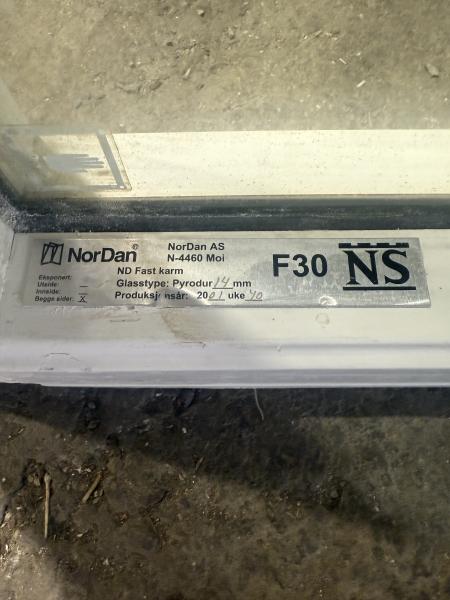 NorDan®
NorDan AS
N-4460 Moi
ND Fast karm
Glasstype: Pyrodur 14 mm
Produksjonsår: 2001 uke 40
Eksponert:
Utside: _
Innside: _
Begge sider: X
F30
NS